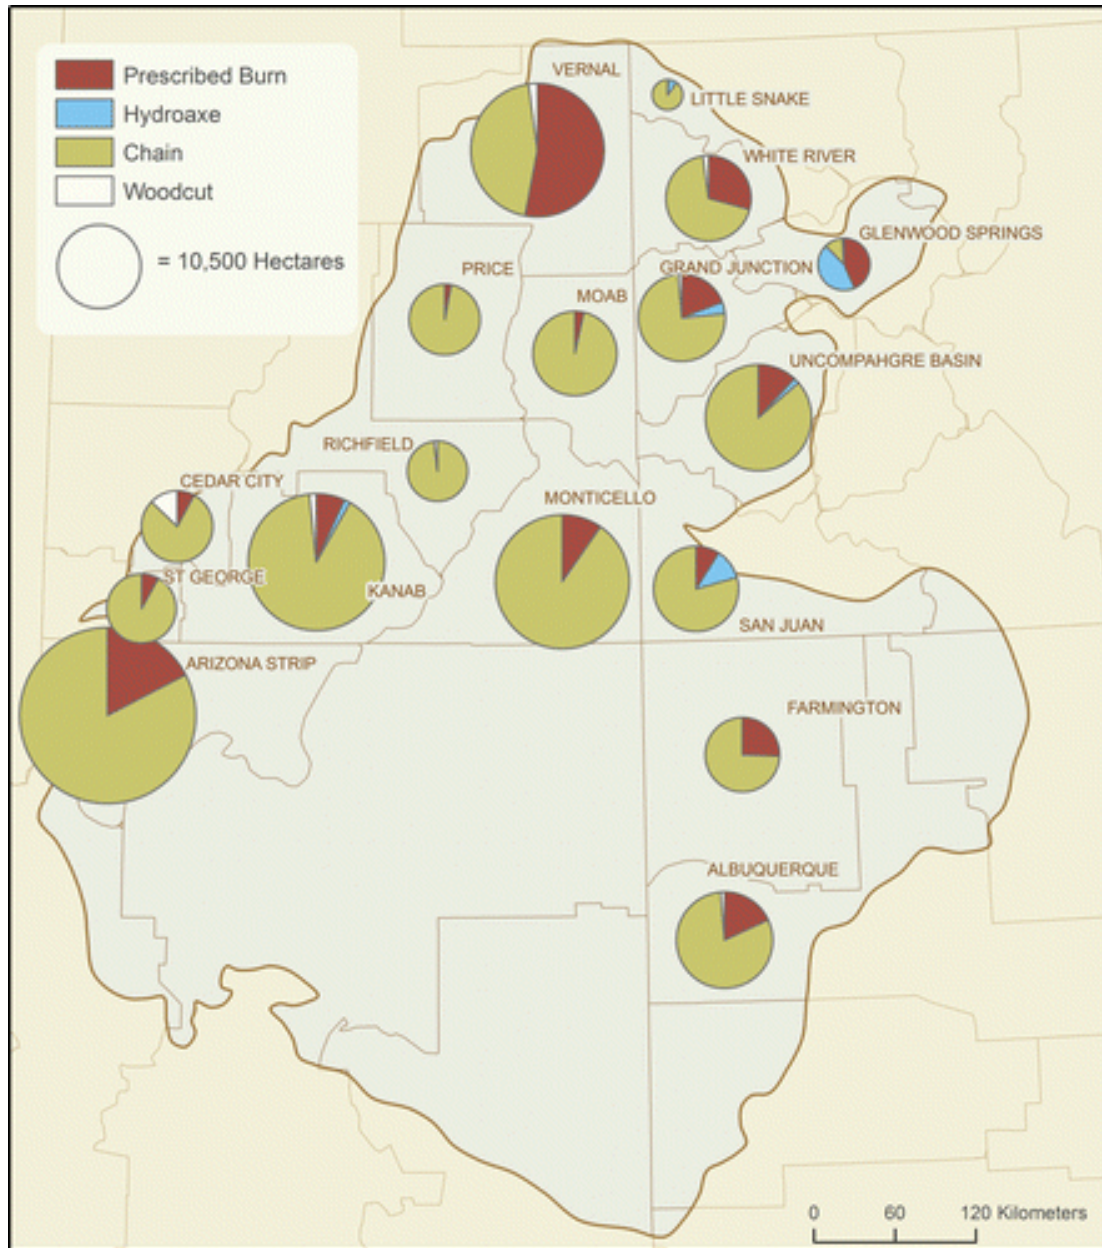 Prescribed Burn
Hydroaxe
Chain
Woodcut
= 10,500 Hectares
VERNAL
LITTLE SNAKE
WHITE RIVER
GLENWOOD SPRINGS
PRICE
GRAND JUNCTION
MOAB
UNCOMPAHGRE BASIN
RICHFIELD
CEDAR CITY
MONTICELLO
ST GEORGE
KANAB
SAN JUAN
ARIZONA STRIP
FARMINGTON
ALBUQUERQUE
0 60 120 Kilometers